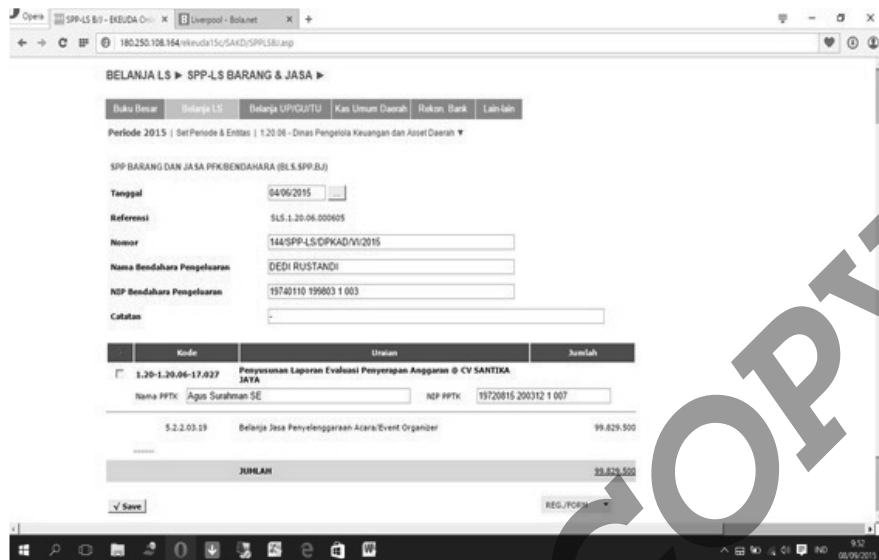 Opera
SPP-LS B/J - EKEUDA Onl
Liverpool - Bola.net
180.250.108.164/ekeuda15c/SAKD/SPPLSBJ.asp
BELANJA LS ► SPP-LS BARANG & JASA ►
Buku Besar Belanja LS Belanja UP/GU/TU Kas Umum Daerah Rekon. Bank Lain-lain
Periode 2015 | Set Periode & Entitas | 1.20.06 - Dinas Pengelola Keuangan dan Asset Daerah ▼
SPP BARANG DAN JASA PFK/BENDAHARA (BLS.SPP.BJ)
Tanggal 04/06/2015 ...
Referensi SLS.1.20.06.000605
Nomor 144/SPP-LS/DPKAD/VI/2015
Nama Bendahara Pengeluaran DEDI RUSTANDI
NIP Bendahara Pengeluaran 19740110 199803 1 003
Catatan -
Kode Uraian Jumlah
1.20-1.20.06-17.027 Penyusunan Laporan Evaluasi Penyerapan Anggaran @ CV SANTIKA
JAYA
Nama PPTK Agus Surahman SE NIP PPTK 19720815 200312 1 007
5.2.2.03.19 Belanja Jasa Penyelenggaraan Acara/Event Organizer 99.829.500
JUMLAH 99.829.500
√ Save REG./FORM ▼
IND 9:52
08/09/2015
COPY